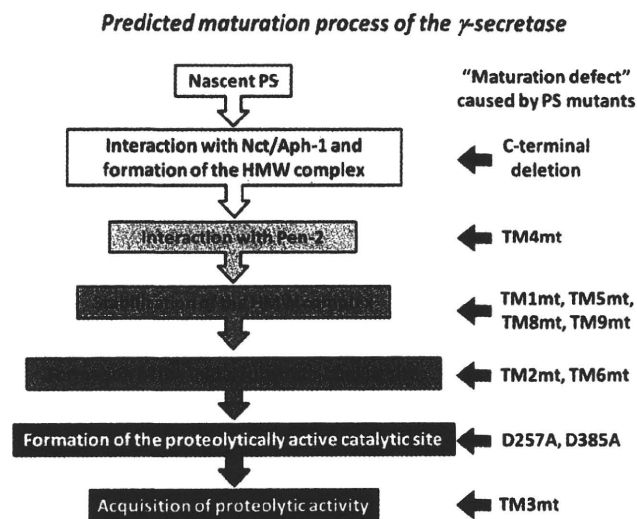 Predicted maturation process of the γ-secretase
Nascent PS
"Maturation defect"
caused by PS mutants
Interaction with Nct/Aph-1 and
formation of the HMW complex
C-terminal
deletion
Interaction with Pen-2
TM4mt
TM1mt, TM5mt,
TM8mt, TM9mt
TM2mt, TM6mt
Formation of the proteolytically active catalytic site
D257A, D385A
Acquisition of proteolytic activity
TM3mt